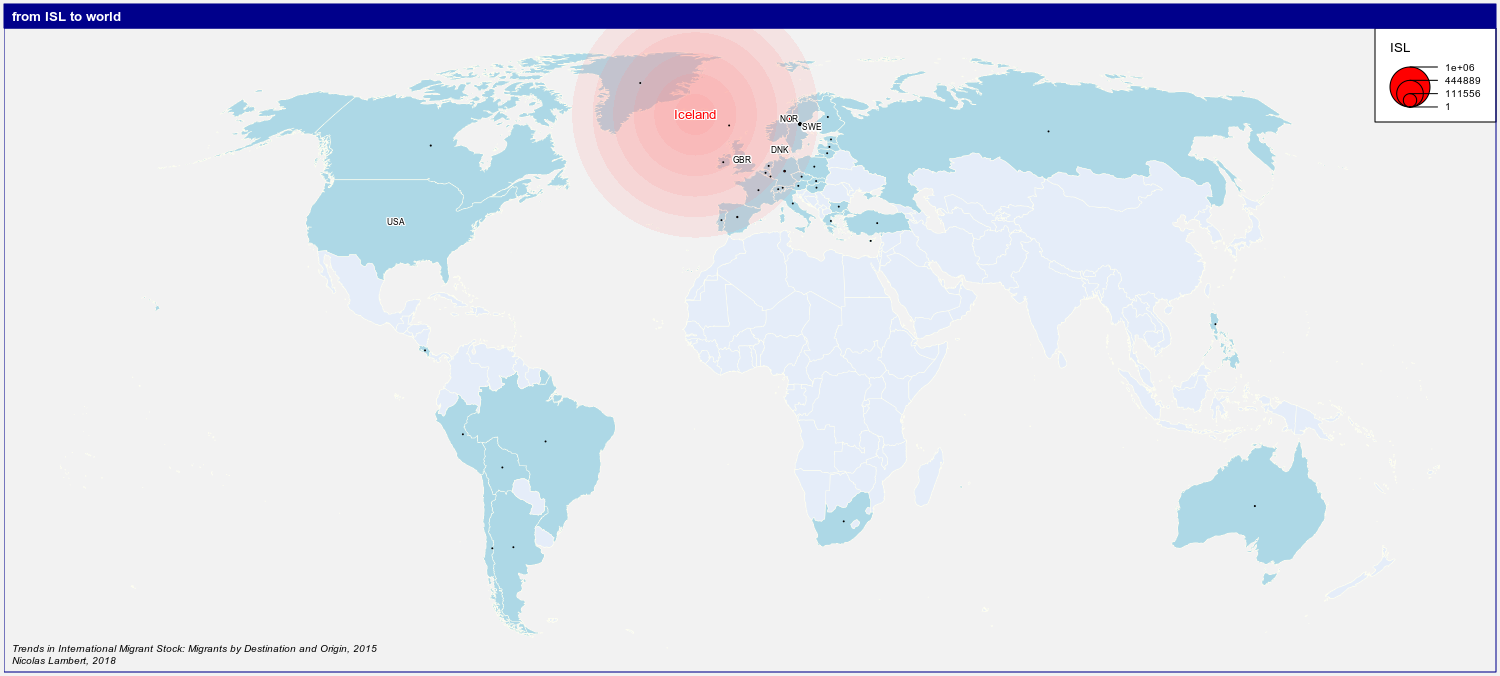 from ISL to world
ISL
1e+06
444889
111556
1
Iceland
NOR
SWE
DNK
GBR
USA
Trends in International Migrant Stock: Migrants by Destination and Origin, 2015
Nicolas Lambert, 2018